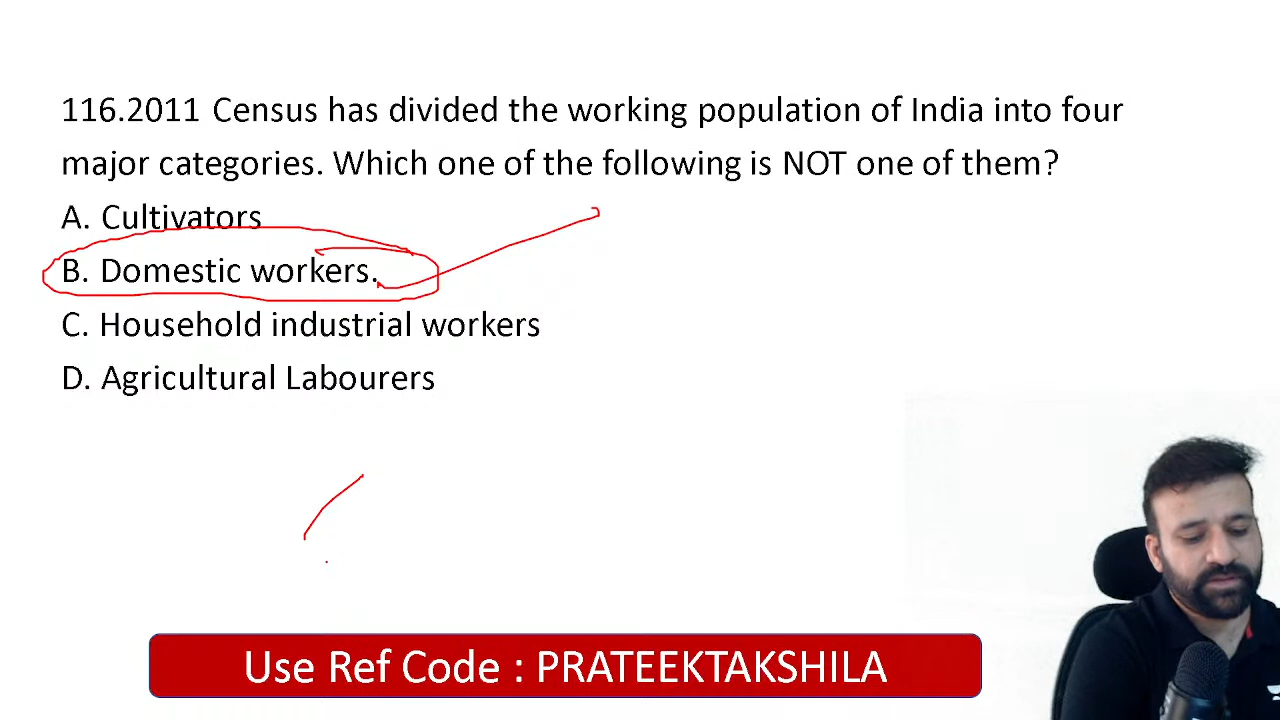 116.2011 Census has divided the working population of India into four
major categories. Which one of the following is NOT one of them?
A. Cultivators
B. Domestic workers.
C. Household industrial workers
D. Agricultural Labourers
Use Ref Code : PRATEEKTAKSHILA